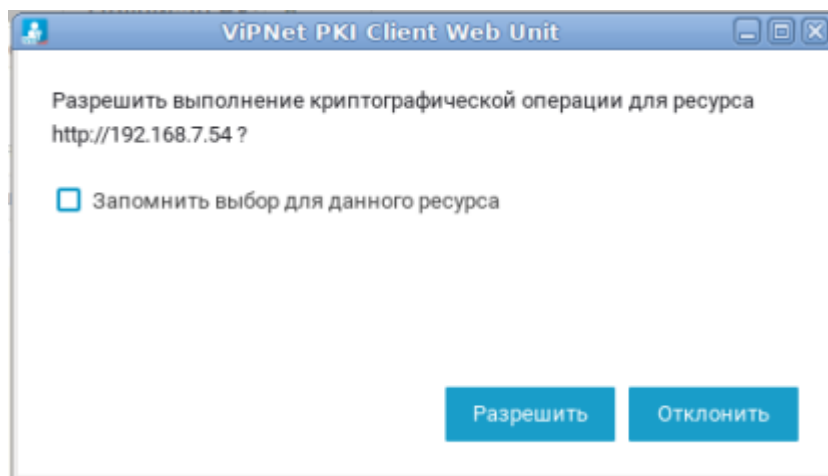 ViPNet PKI Client Web Unit
Разрешить выполнение криптографической операции для ресурса
http://192.168.7.54 ?
Запомнить выбор для данного ресурса
Разрешить Отклонить